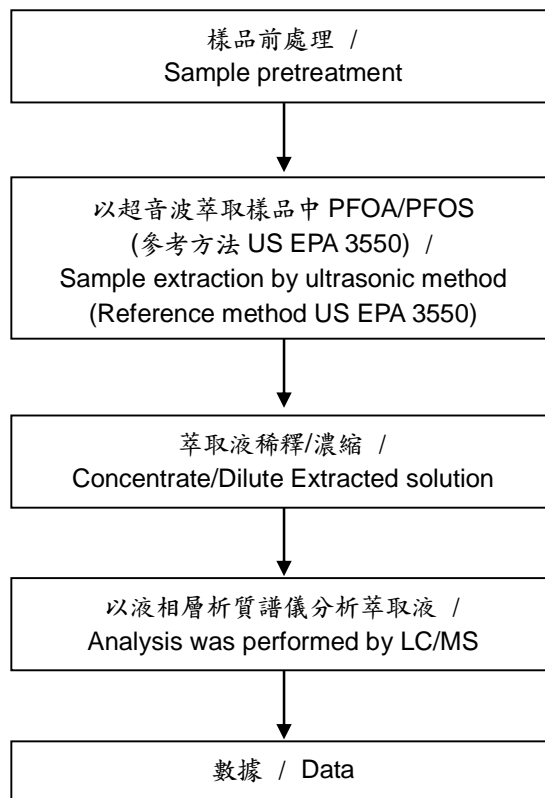 樣品前處理 /
Sample pretreatment
以超音波萃取樣品中 PFOA/PFOS
(參考方法 US EPA 3550) /
Sample extraction by ultrasonic method
(Reference method US EPA 3550)
萃取液稀釋/濃縮 /
Concentrate/Dilute Extracted solution
以液相層析質譜儀分析萃取液 /
Analysis was performed by LC/MS
數據 / Data